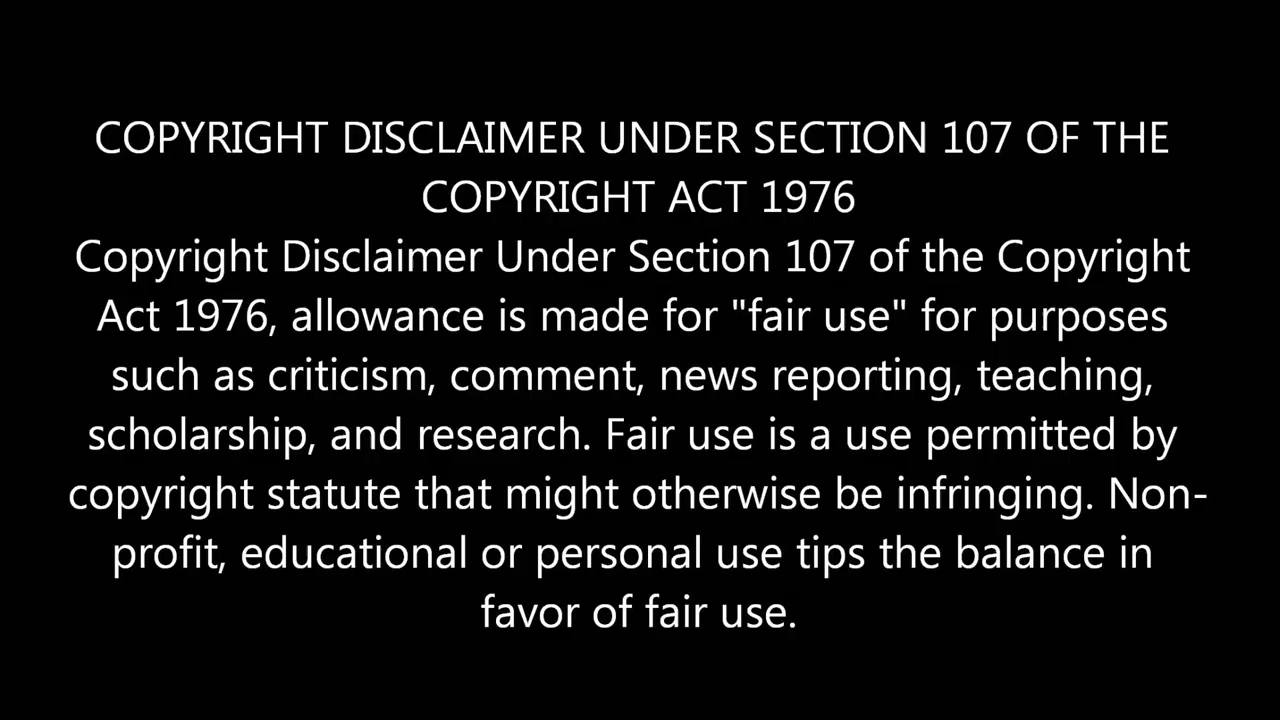 COPYRIGHT DISCLAIMER UNDER SECTION 107 OF THE
COPYRIGHT ACT 1976
Copyright Disclaimer Under Section 107 of the Copyright
Act 1976, allowance is made for "fair use" for purposes
such as criticism, comment, news reporting, teaching,
scholarship, and research. Fair use is a use permitted by
copyright statute that might otherwise be infringing. Non-
profit, educational or personal use tips the balance in
favor of fair use.